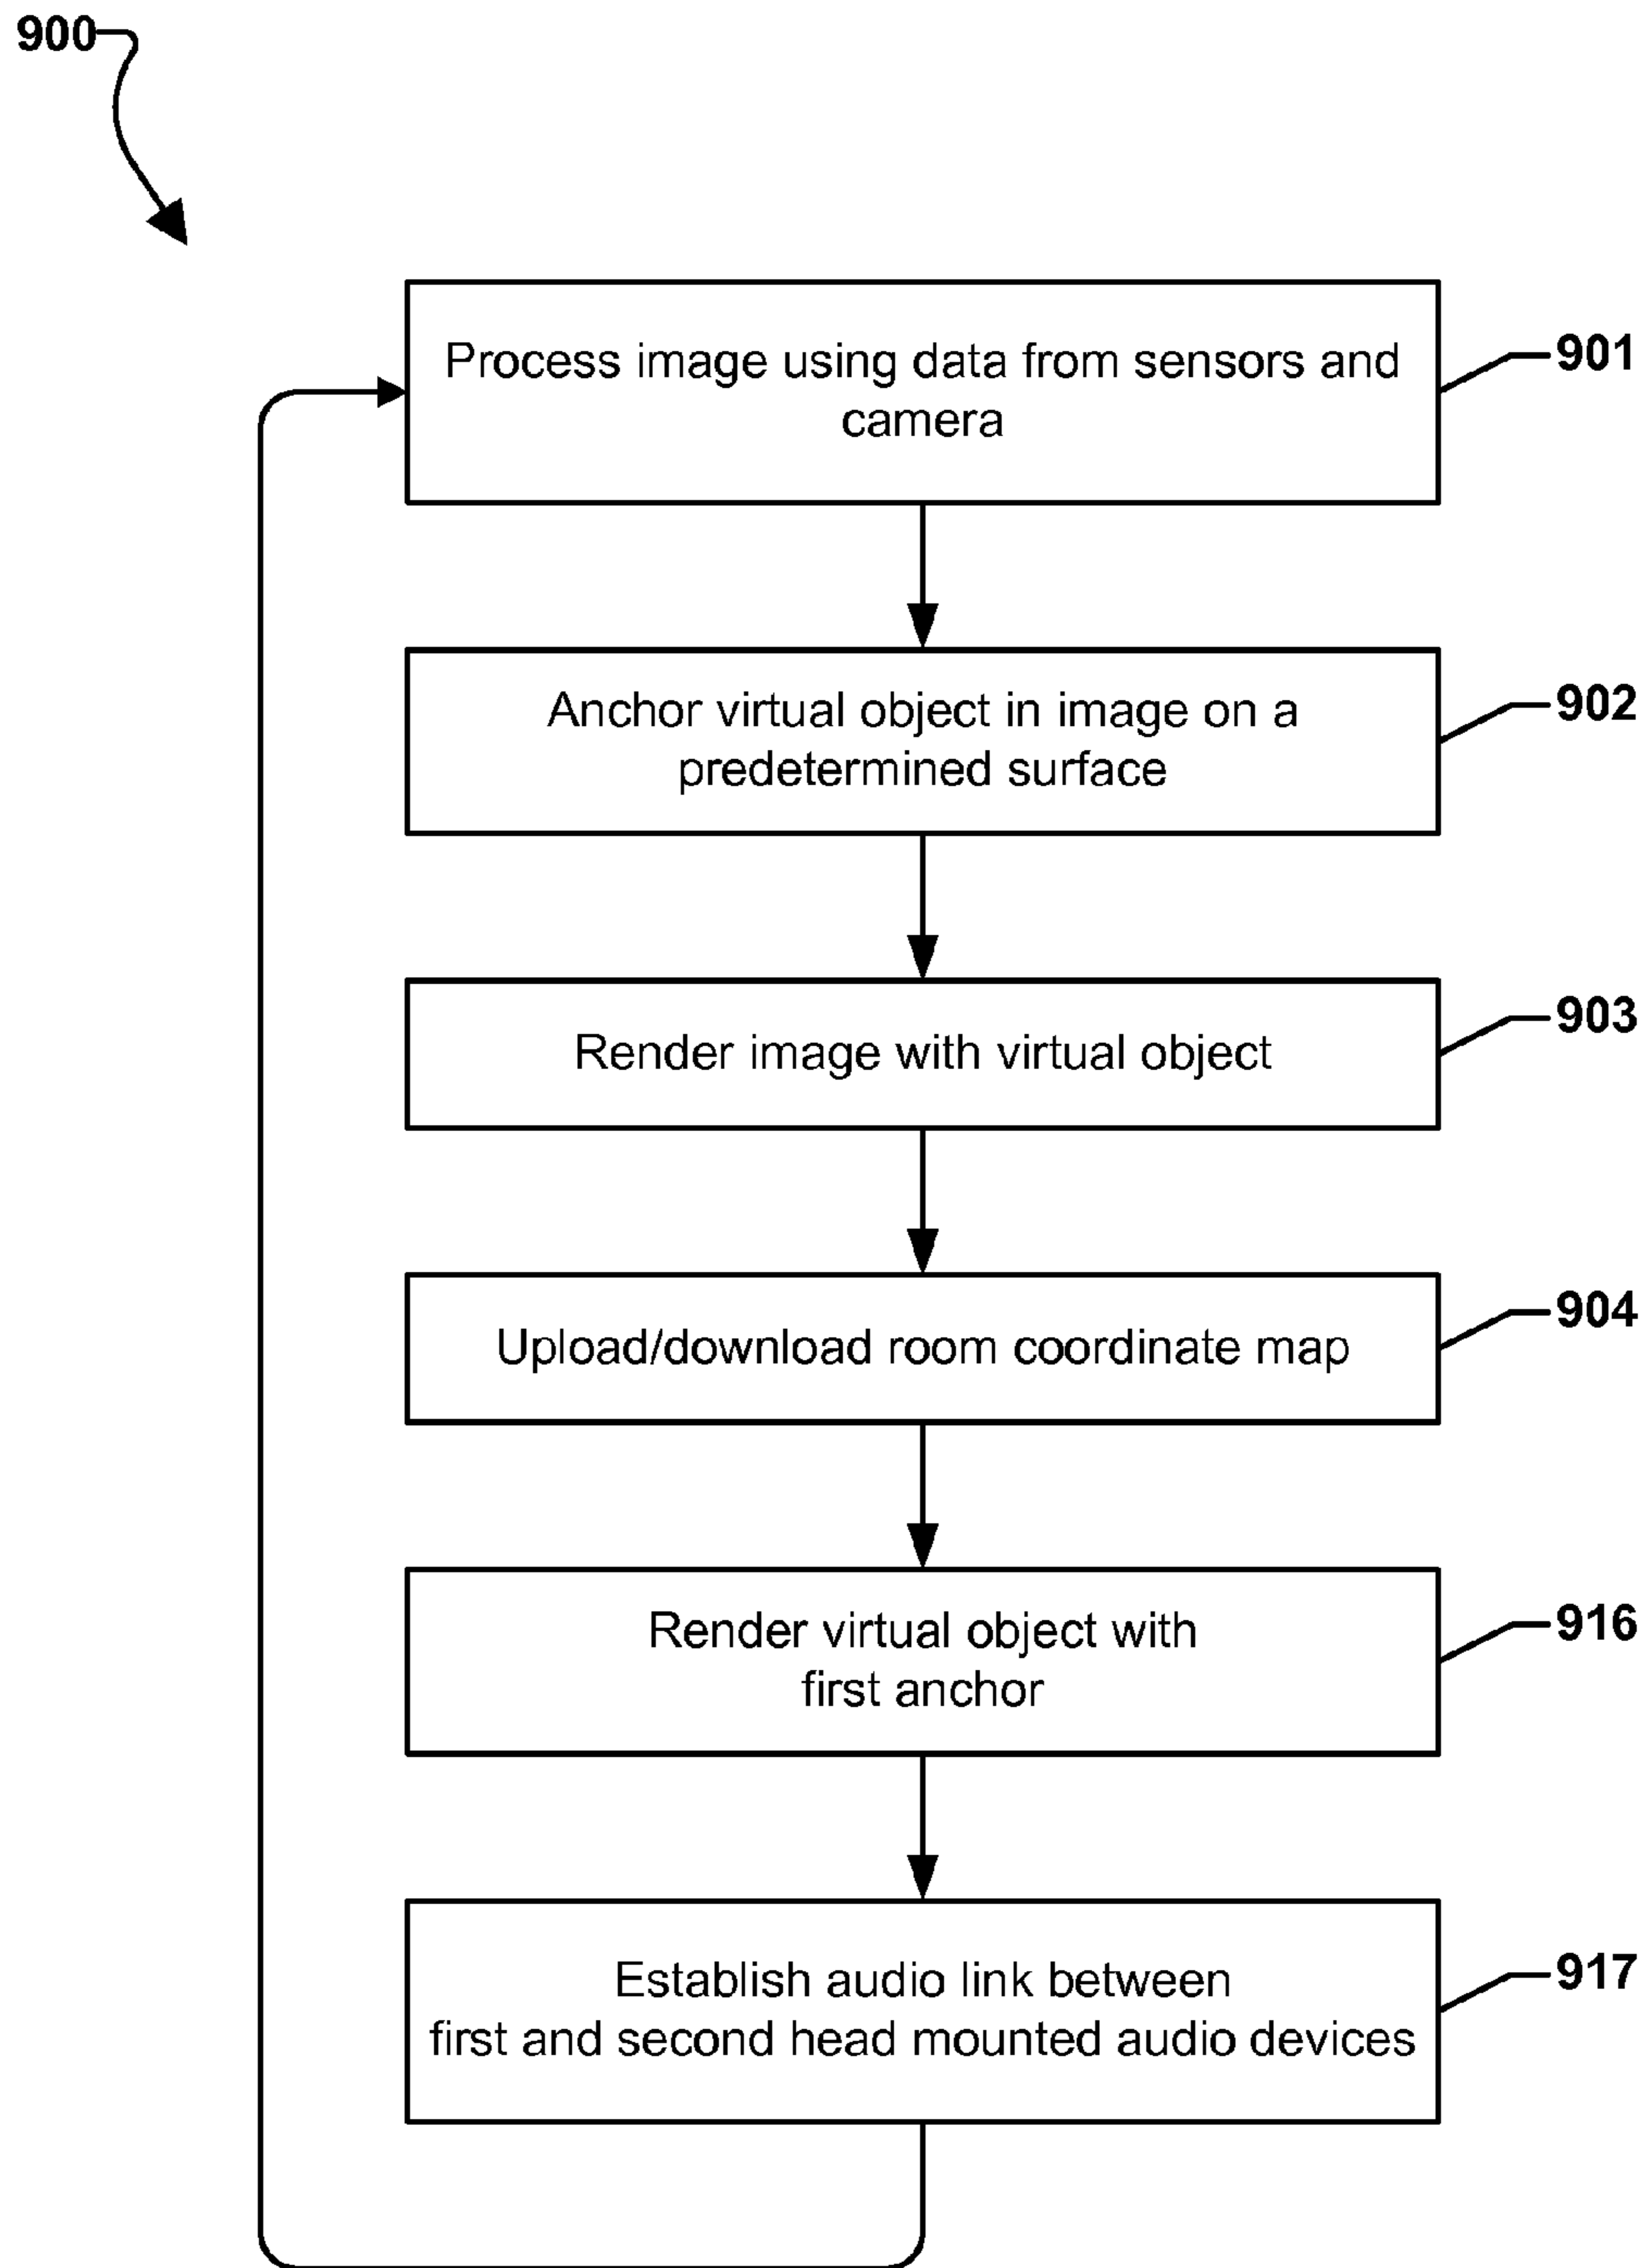 900
Process image using data from sensors and
camera
901
Anchor virtual object in image on a
predetermined surface
902
Render image with virtual object
903
Upload/download room coordinate map
904
Render virtual object with
first anchor
916
Establish audio link between
first and second head mounted audio devices
917